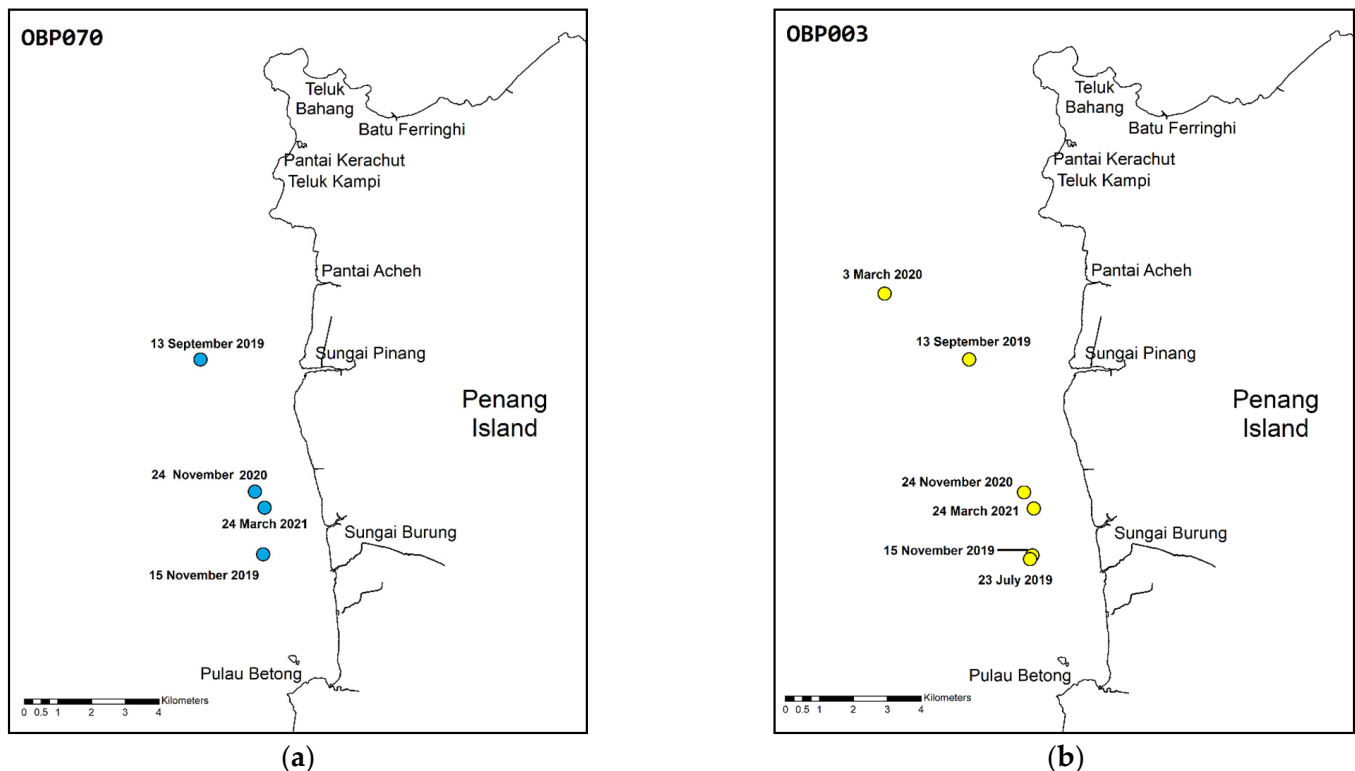 OBP070
Teluk
Bahang
Batu Ferringhi
Pantai Kerachut
Teluk Kampi
Pantai Acheh
13 September 2019
Sungai Pinang
Penang
Island
24 November 2020
24 March 2021
Sungai Burung
15 November 2019
Pulau Betong
Kilometers
0 0.5 1 2 3 4
(a)
OBP003
Teluk
Bahang
Batu Ferringhi
Pantai Kerachut
Teluk Kampi
3 March 2020
Pantai Acheh
13 September 2019
Sungai Pinang
Penang
Island
24 November 2020
24 March 2021
Sungai Burung
15 November 2019
23 July 2019
Pulau Betong
Kilometers
0 0.5 1 2 3 4
(b)